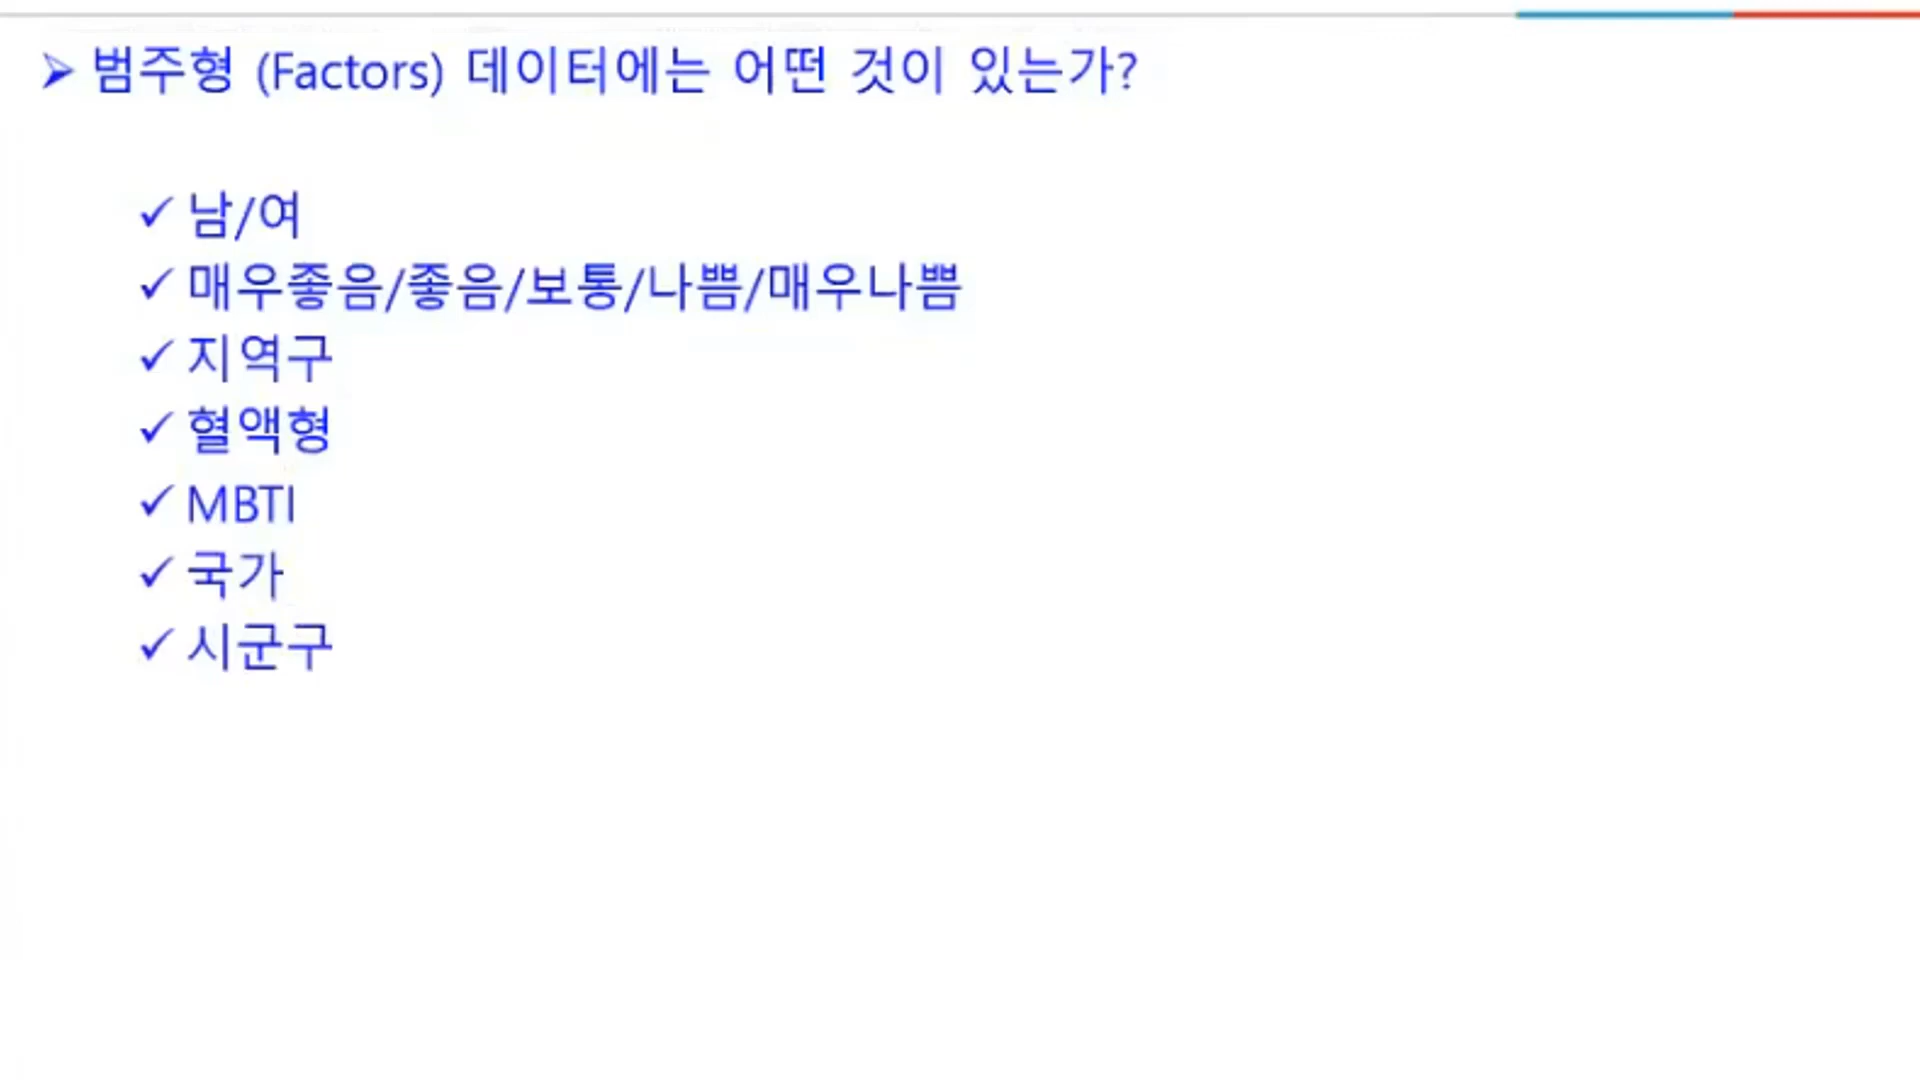 ➢ 범주형 (Factors) 데이터에는 어떤 것이 있는가?
✓ 남/여
✓ 매우좋음/좋음/보통/나쁨/매우나쁨
✓ 지역구
✓ 혈액형
✓ MBTI
✓ 국가
✓ 시군구